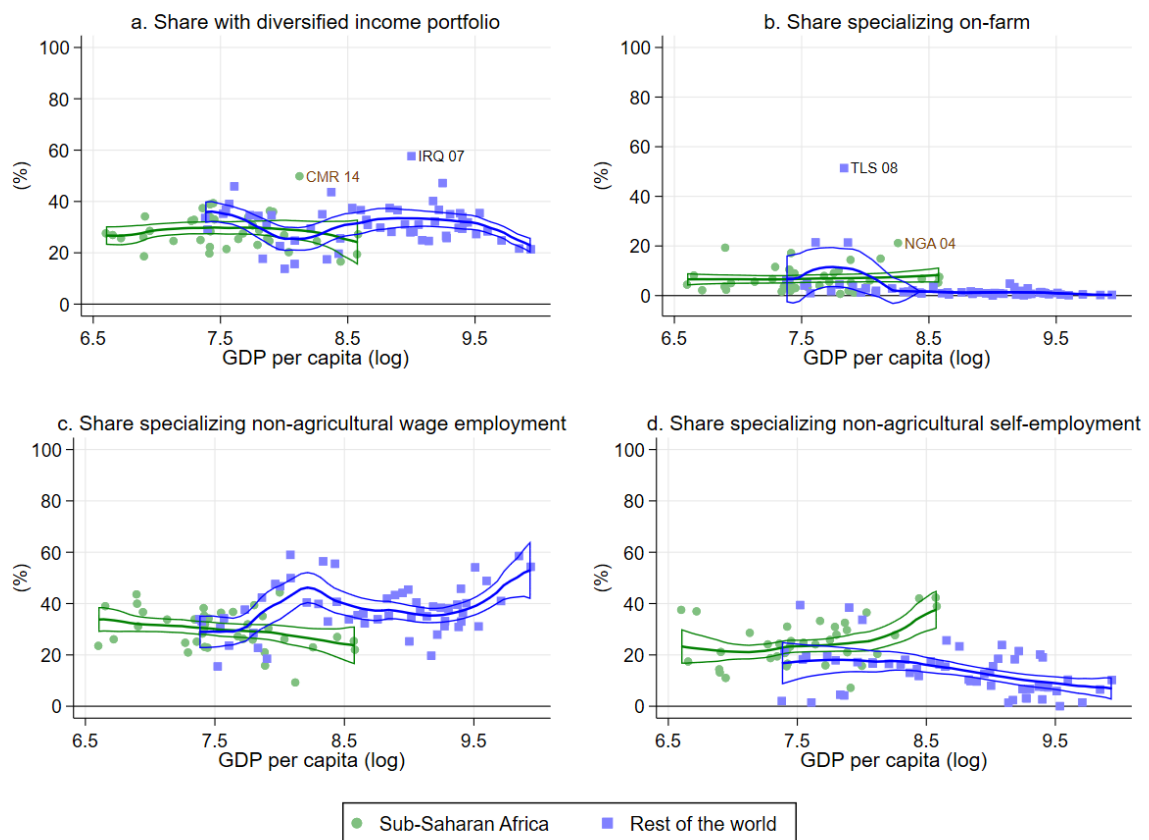 a. Share with diversified income portfolio
100
80
60
40
20
0
(%)
IRQ 07
CMR 14
6.5 7.5 8.5 9.5
GDP per capita (log)
b. Share specializing on-farm
100
80
60
40
20
0
(%)
TLS 08
NGA 04
6.5 7.5 8.5 9.5
GDP per capita (log)
c. Share specializing non-agricultural wage employment
100
80
60
40
20
0
(%)
6.5 7.5 8.5 9.5
GDP per capita (log)
d. Share specializing non-agricultural self-employment
100
80
60
40
20
0
(%)
6.5 7.5 8.5 9.5
GDP per capita (log)
Sub-Saharan Africa Rest of the world